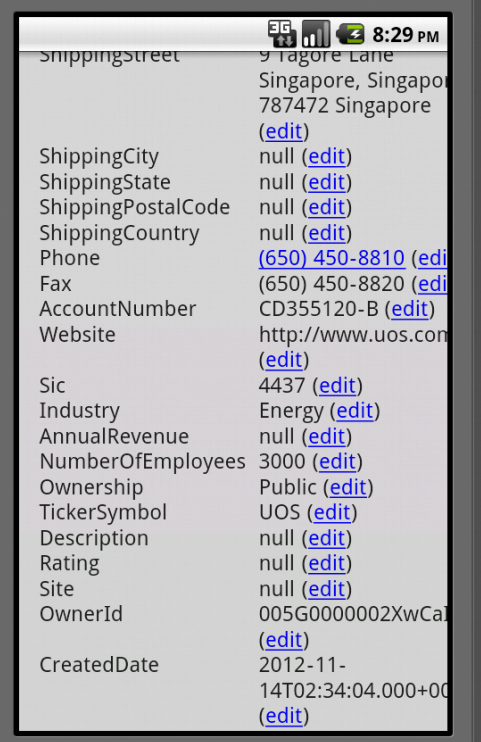 3G 8:29 PM
ShippingStreet 9 Tagore Lane
Singapore, Singapor
787472 Singapore
(edit)
ShippingCity null (edit)
ShippingState null (edit)
ShippingPostalCode null (edit)
ShippingCountry null (edit)
Phone (650) 450-8810 (edi
Fax (650) 450-8820 (edi
AccountNumber CD355120-B (edit)
Website http://www.uos.com
(edit)
Sic 4437 (edit)
Industry Energy (edit)
AnnualRevenue null (edit)
NumberOfEmployees 3000 (edit)
Ownership Public (edit)
TickerSymbol UOS (edit)
Description null (edit)
Rating null (edit)
Site null (edit)
OwnerId 005G0000002XwCaI
(edit)
CreatedDate 2012-11-
14T02:34:04.000+00
(edit)